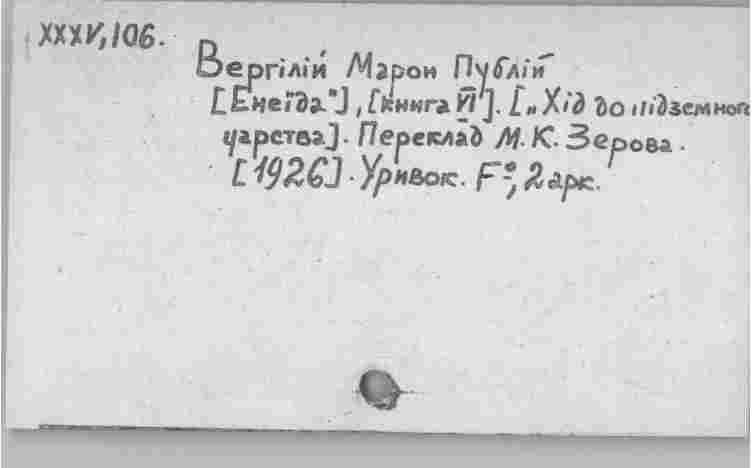 XXXV,106.
Вергілій Марон Публій
[Енеїда"], [книга VI]. [„Хід до підземного
царства]. Переклад М. К. Зерова.
[1926]. Уривок. F°, 2 арк.